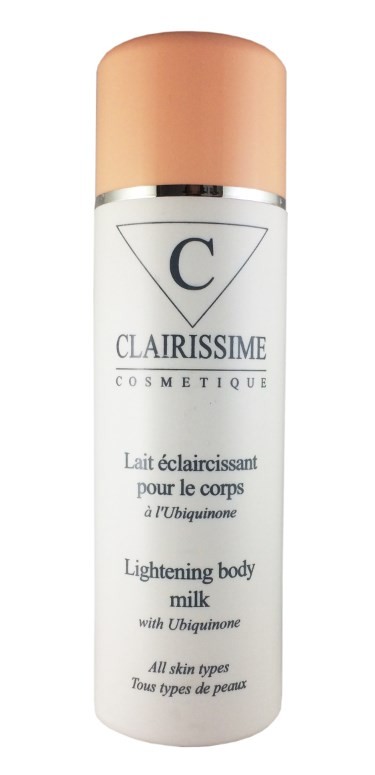 C
CLAIRISSIME
COSMETIQUE
Lait éclaircissant
pour le corps
à l'Ubiquinone
Lightening body
milk
with Ubiquinone
All skin types
Tous types de peaux